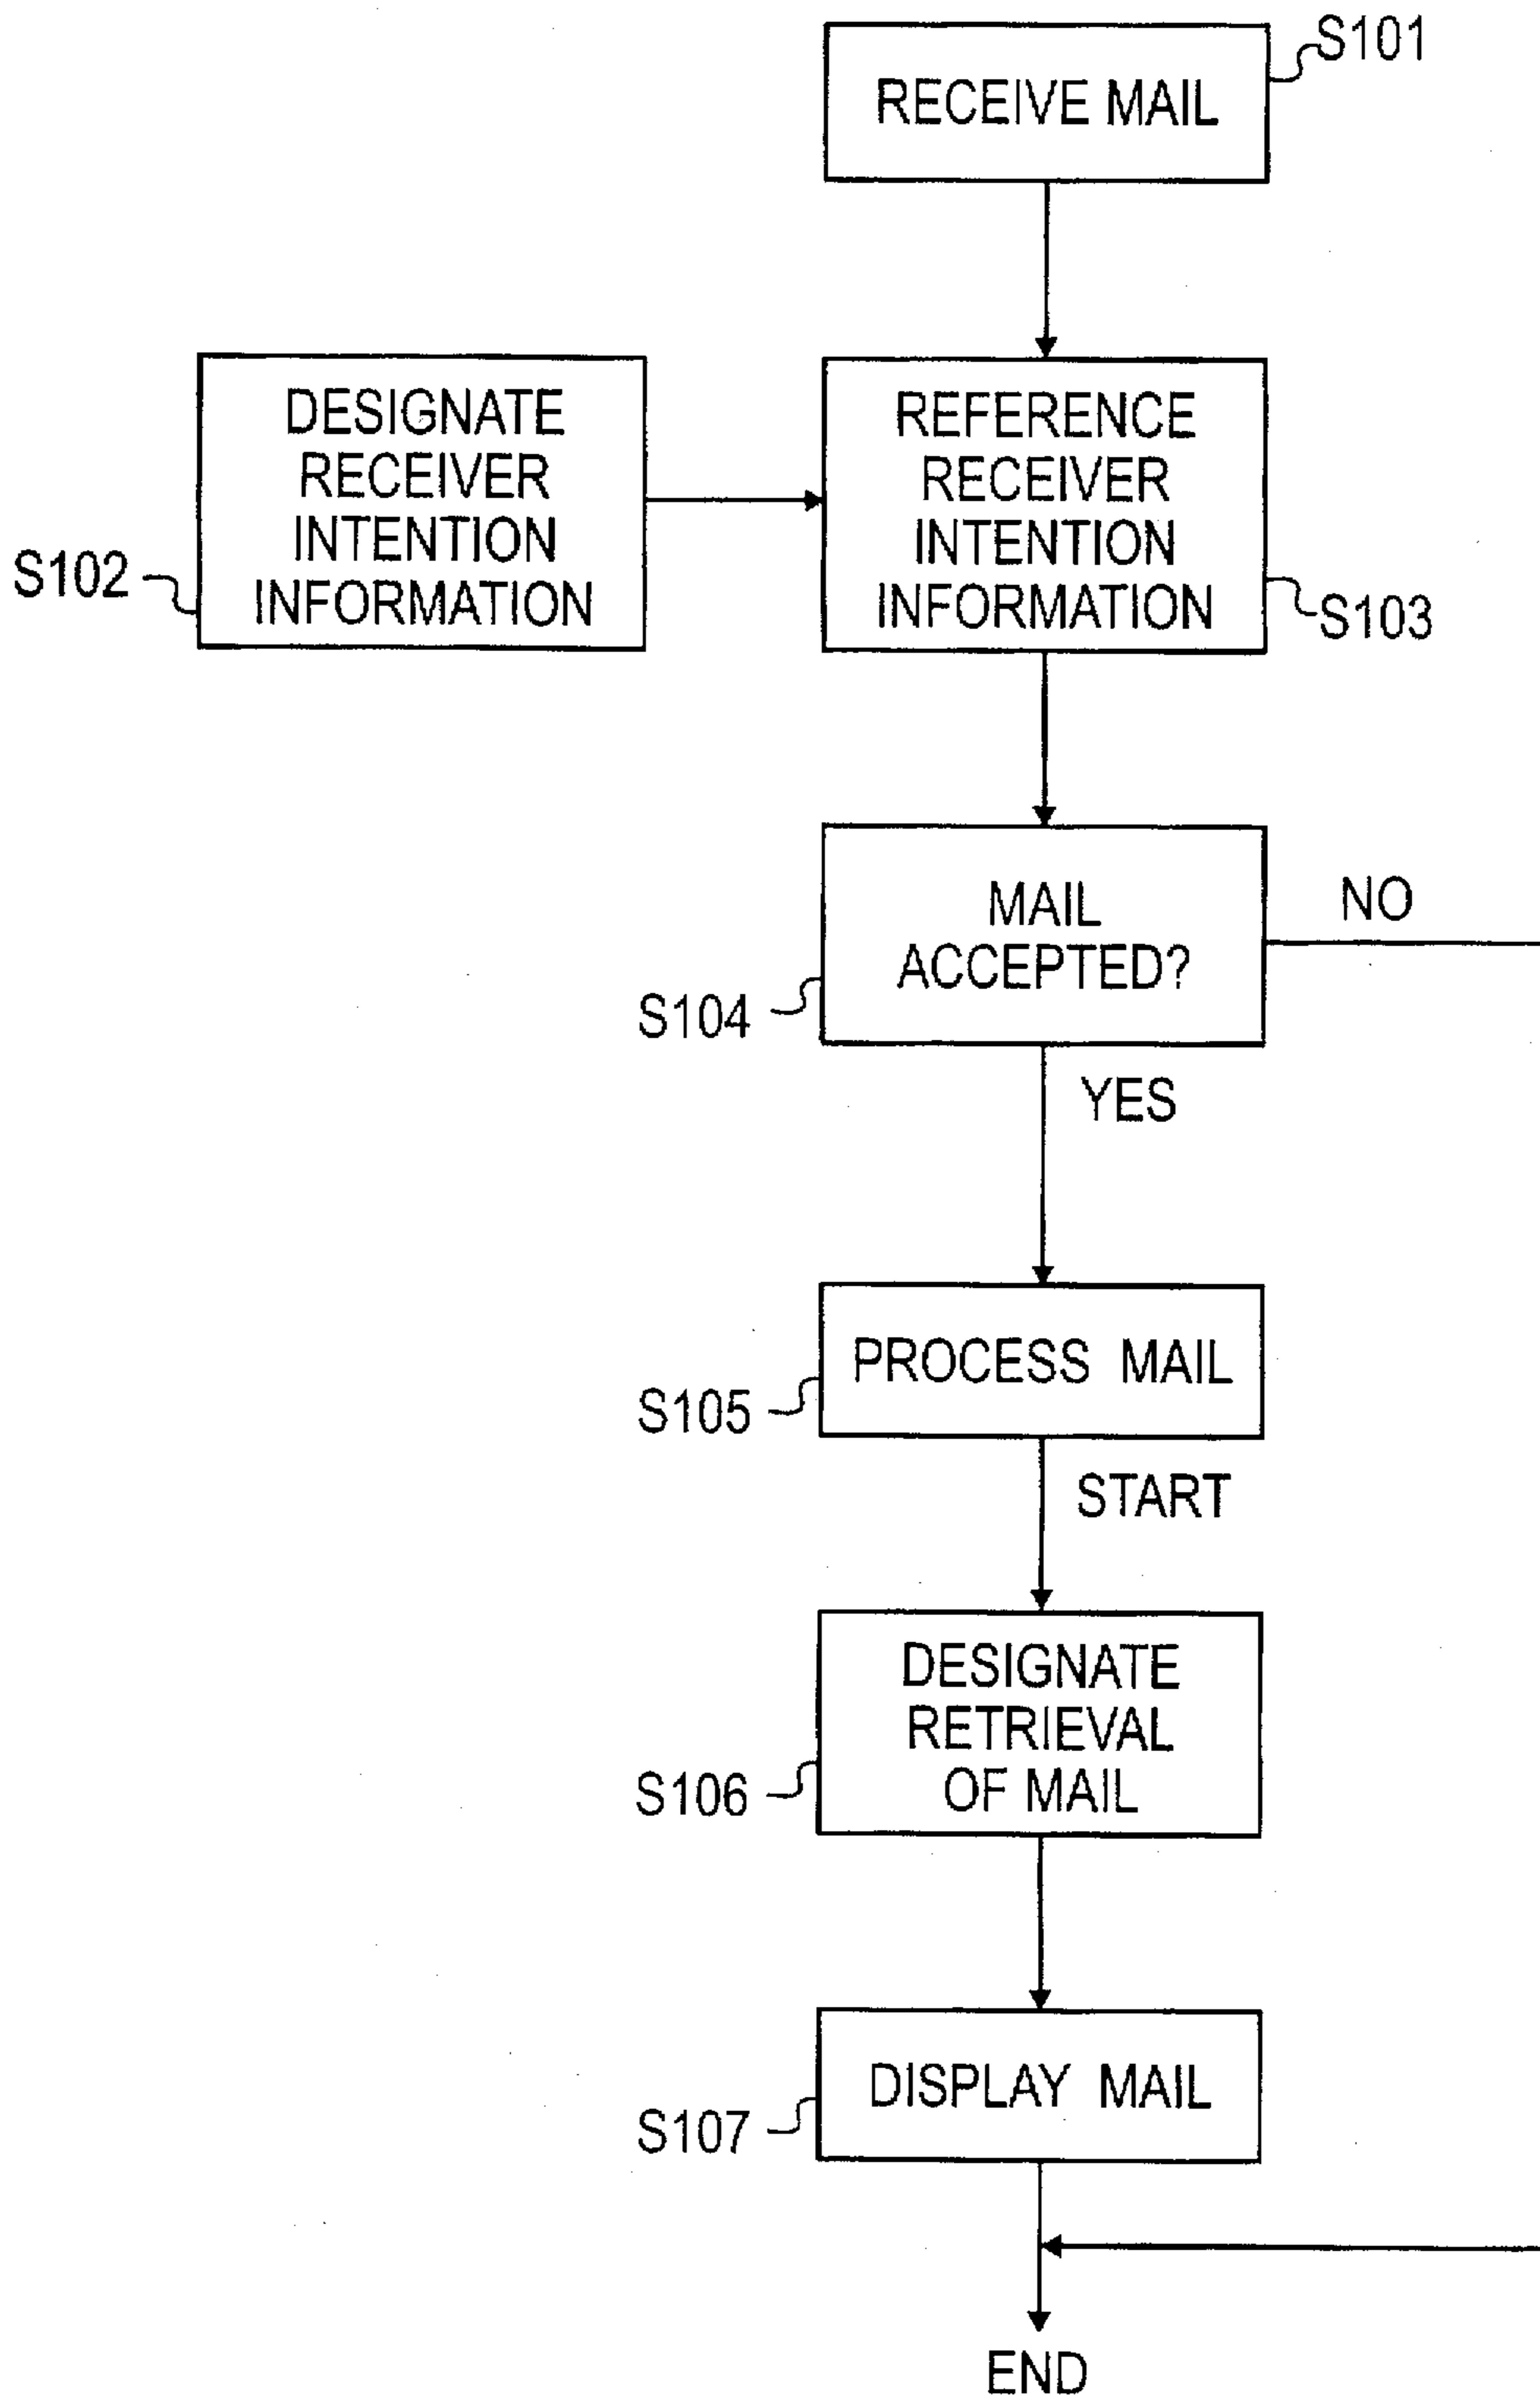 S101
RECEIVE MAIL
DESIGNATE
RECEIVER
INTENTION
INFORMATION
S102
REFERENCE
RECEIVER
INTENTION
INFORMATION
S103
MAIL
ACCEPTED?
NO
S104
YES
PROCESS MAIL
S105
START
DESIGNATE
RETRIEVAL
OF MAIL
S106
DISPLAY MAIL
S107
END